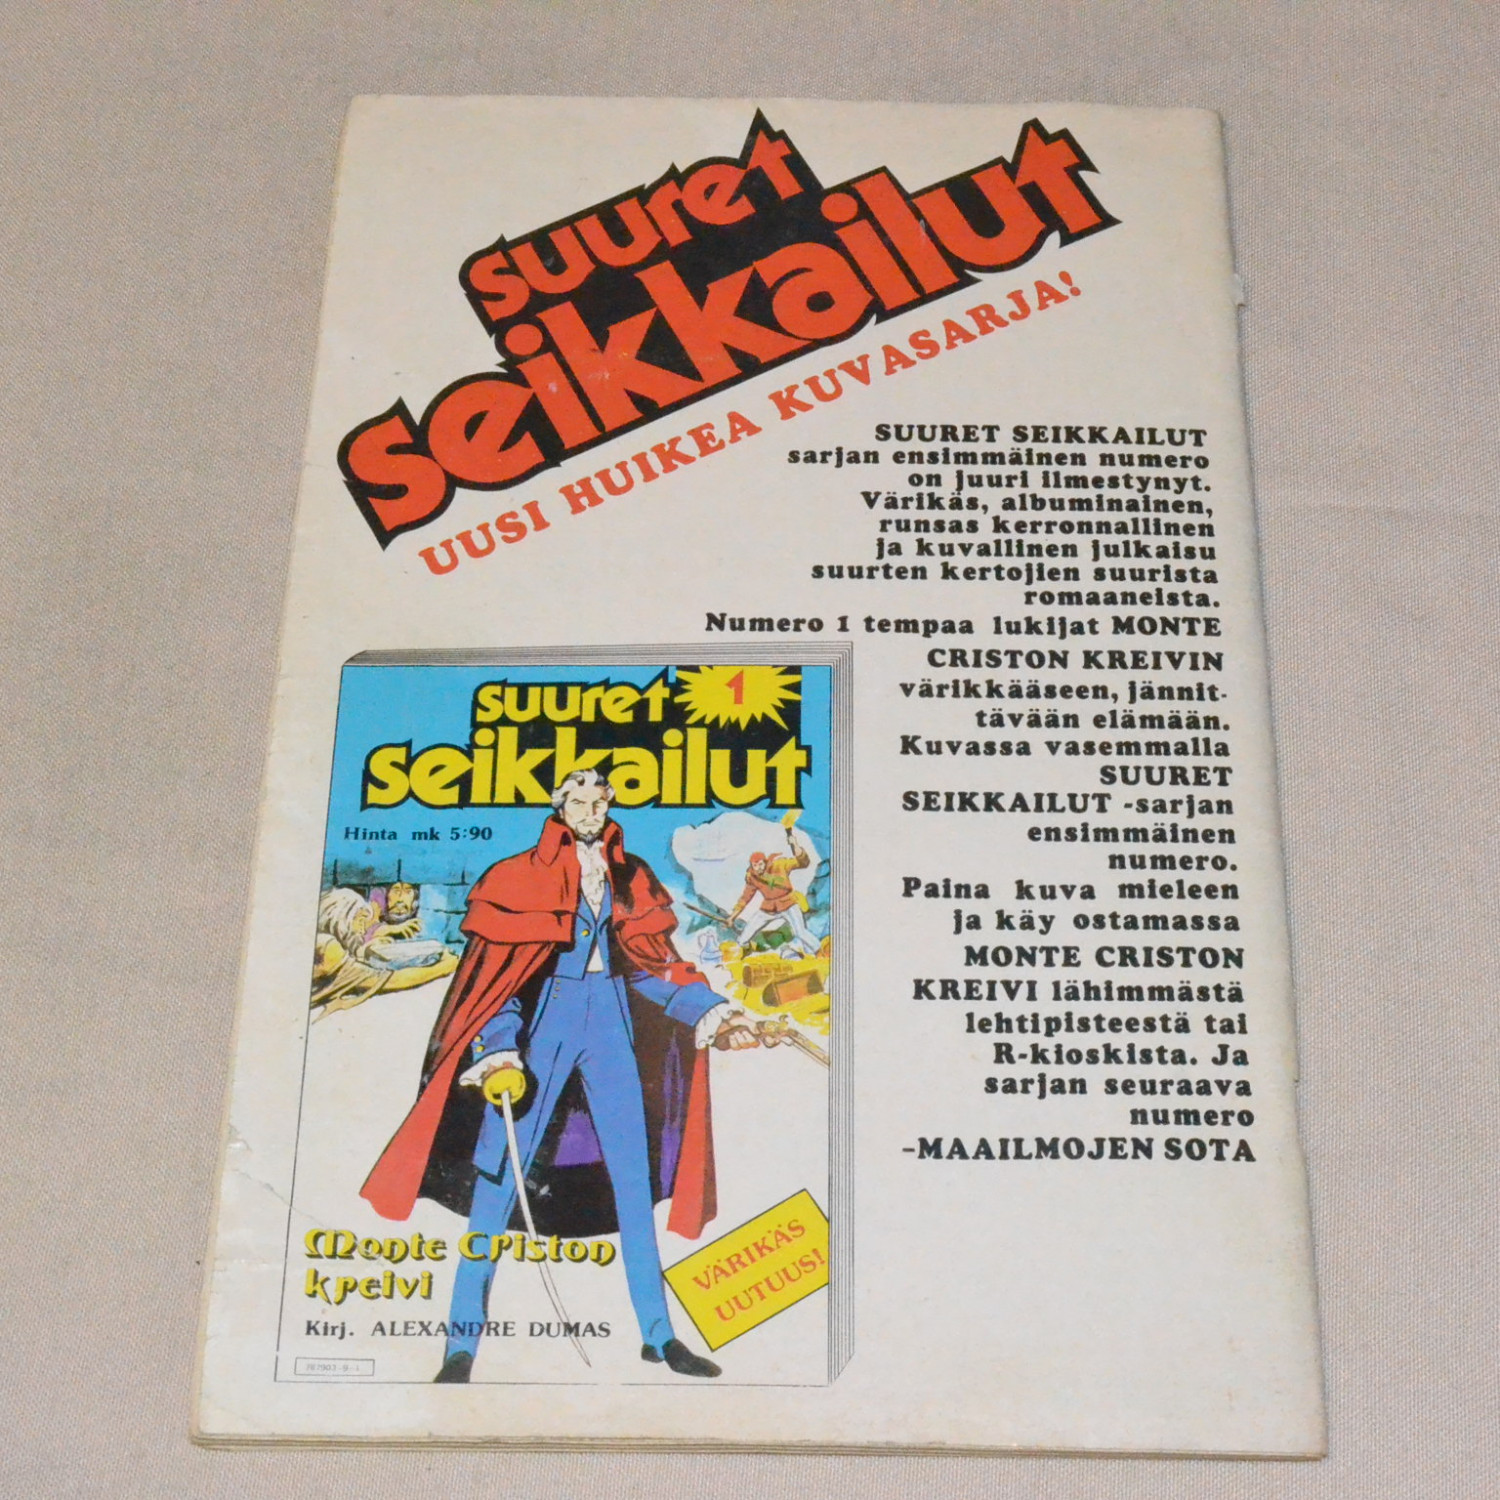 suuret
seikkailut
UUSI HUIKEA KUVASARJA!
SUURET SEIKKAILUT
sarjan ensimmäinen numero
on juuri ilmestynyt.
Värikäs, albuminainen,
runsas kerronnallinen
ja kuvallinen julkaisu
suurten kertojien suurista
romaaneista.
Numero 1 tempaa lukijat MONTE
CRISTON KREIVIN
värikkääseen, jännit-
tävään elämään.
Kuvassa vasemmalla
SUURET
SEIKKAILUT -sarjan
ensimmäinen
numero.
Paina kuva mieleen
ja käy ostamassa
MONTE CRISTON
KREIVI lähimmästä
lehtipisteestä tai
R-kioskista. Ja
sarjan seuraava
numero
-MAAILMOJEN SOTA
suuret 1
seikkailut
Hinta mk 5:90
Monte Criston
kreivi
Kirj. ALEXANDRE DUMAS
VÄRIKÄS
UUTUUS!